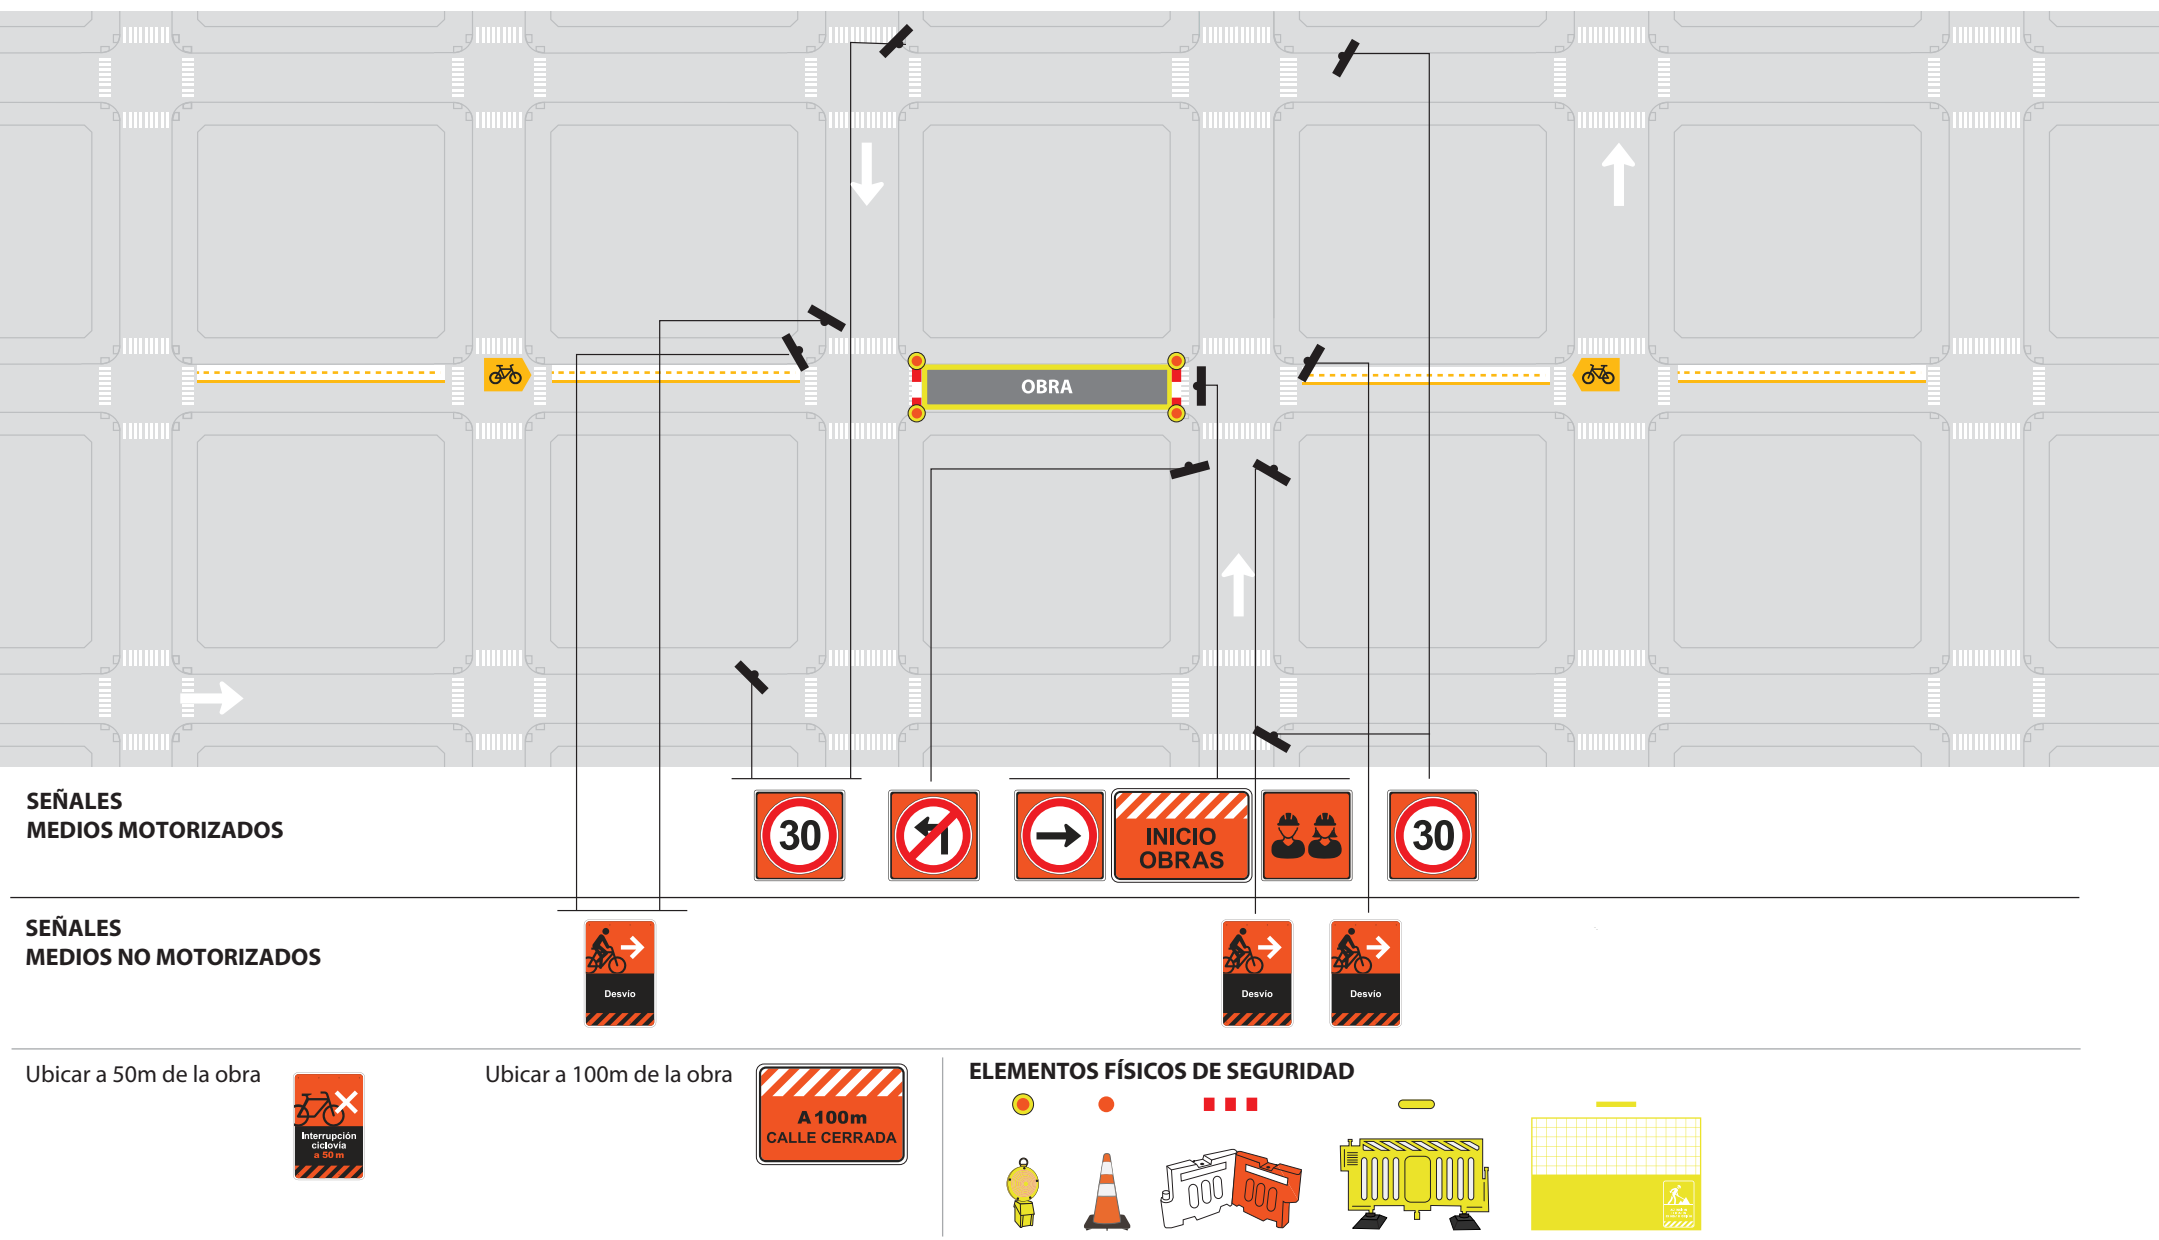 OBRA
SEÑALES
MEDIOS MOTORIZADOS
30
INICIO
OBRAS
30
SEÑALES
MEDIOS NO MOTORIZADOS
Desvío
Desvío
Desvío
Ubicar a 50m de la obra
Interrupción
ciclovía
a 50 m
Ubicar a 100m de la obra
A 100m
CALLE CERRADA
ELEMENTOS FÍSICOS DE SEGURIDAD